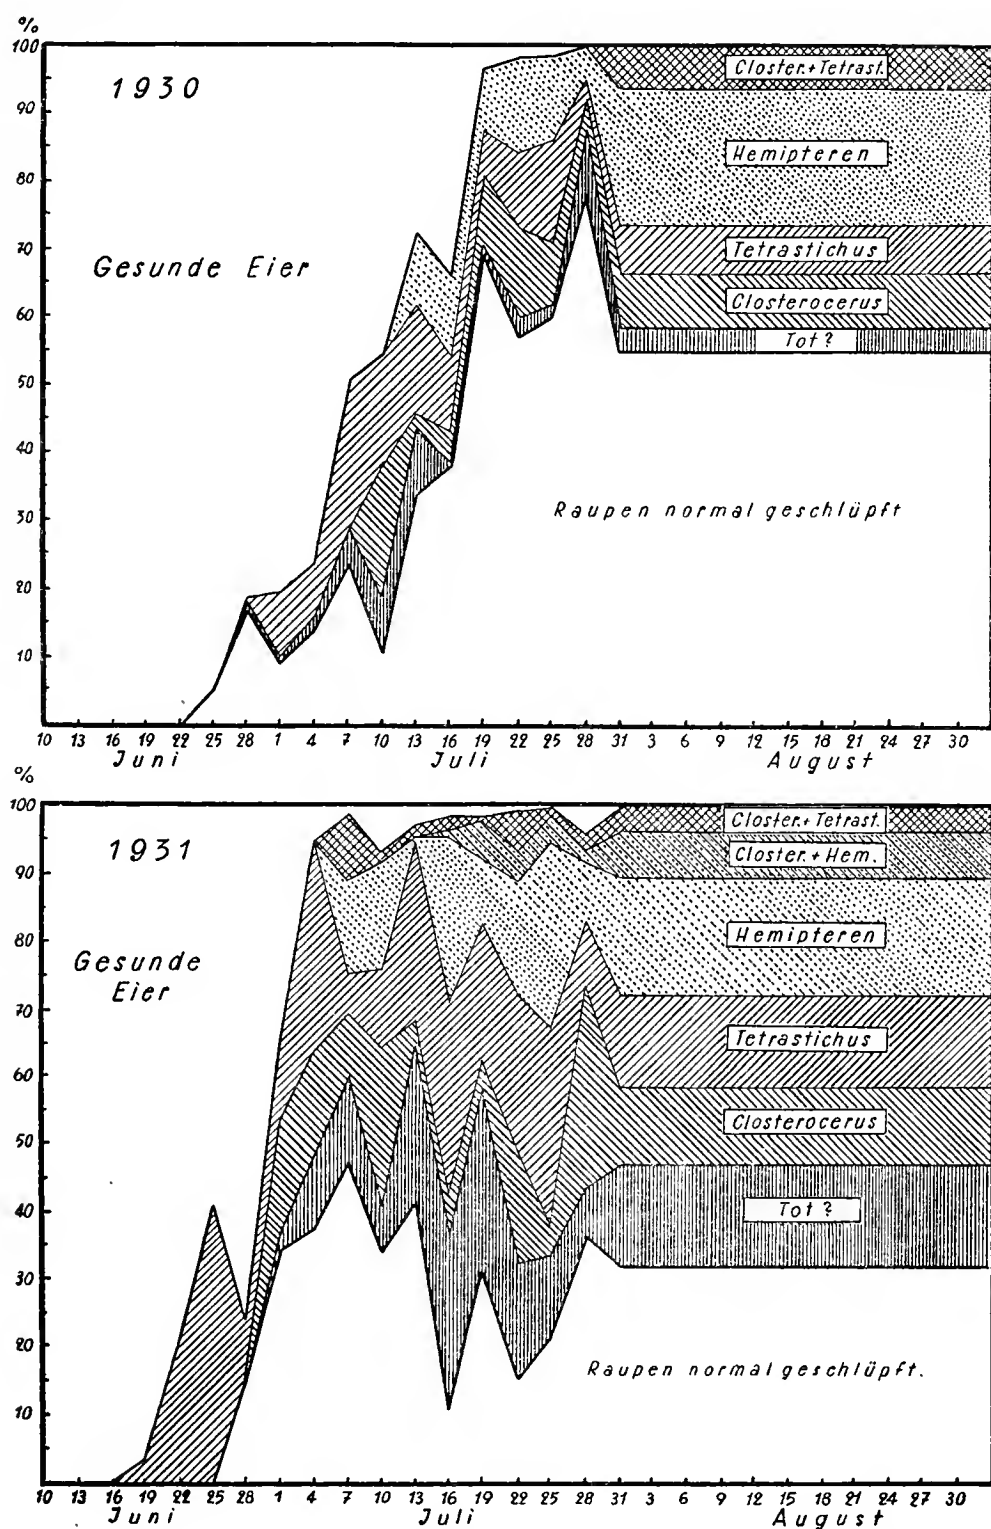 %
100
1930
Closter.+Tetrast.
90
Hemipteren
80
70
Gesunde Eier
Tetrastichus
Closterocerus
60
Tot?
50
40
30
Raupen normal geschlüpft
20
10
10 13 16 19 22 25 28 1 4 7 10 13 16 19 22 25 28 31 3 6 9 12 15 18 21 24 27 30
Juni Juli August
%
100
1931
Closter.+Tetrast.
Closter.+Hem.
90
Hemipteren
80
Gesunde
Eier
70
Tetrastichus
60
Closterocerus
50
40
Tot?
30
20
Raupen normal geschlüpft.
10
10 13 16 19 22 25 28 1 4 7 10 13 16 19 22 25 28 31 3 6 9 12 15 18 21 24 27 30
Juni Juli August